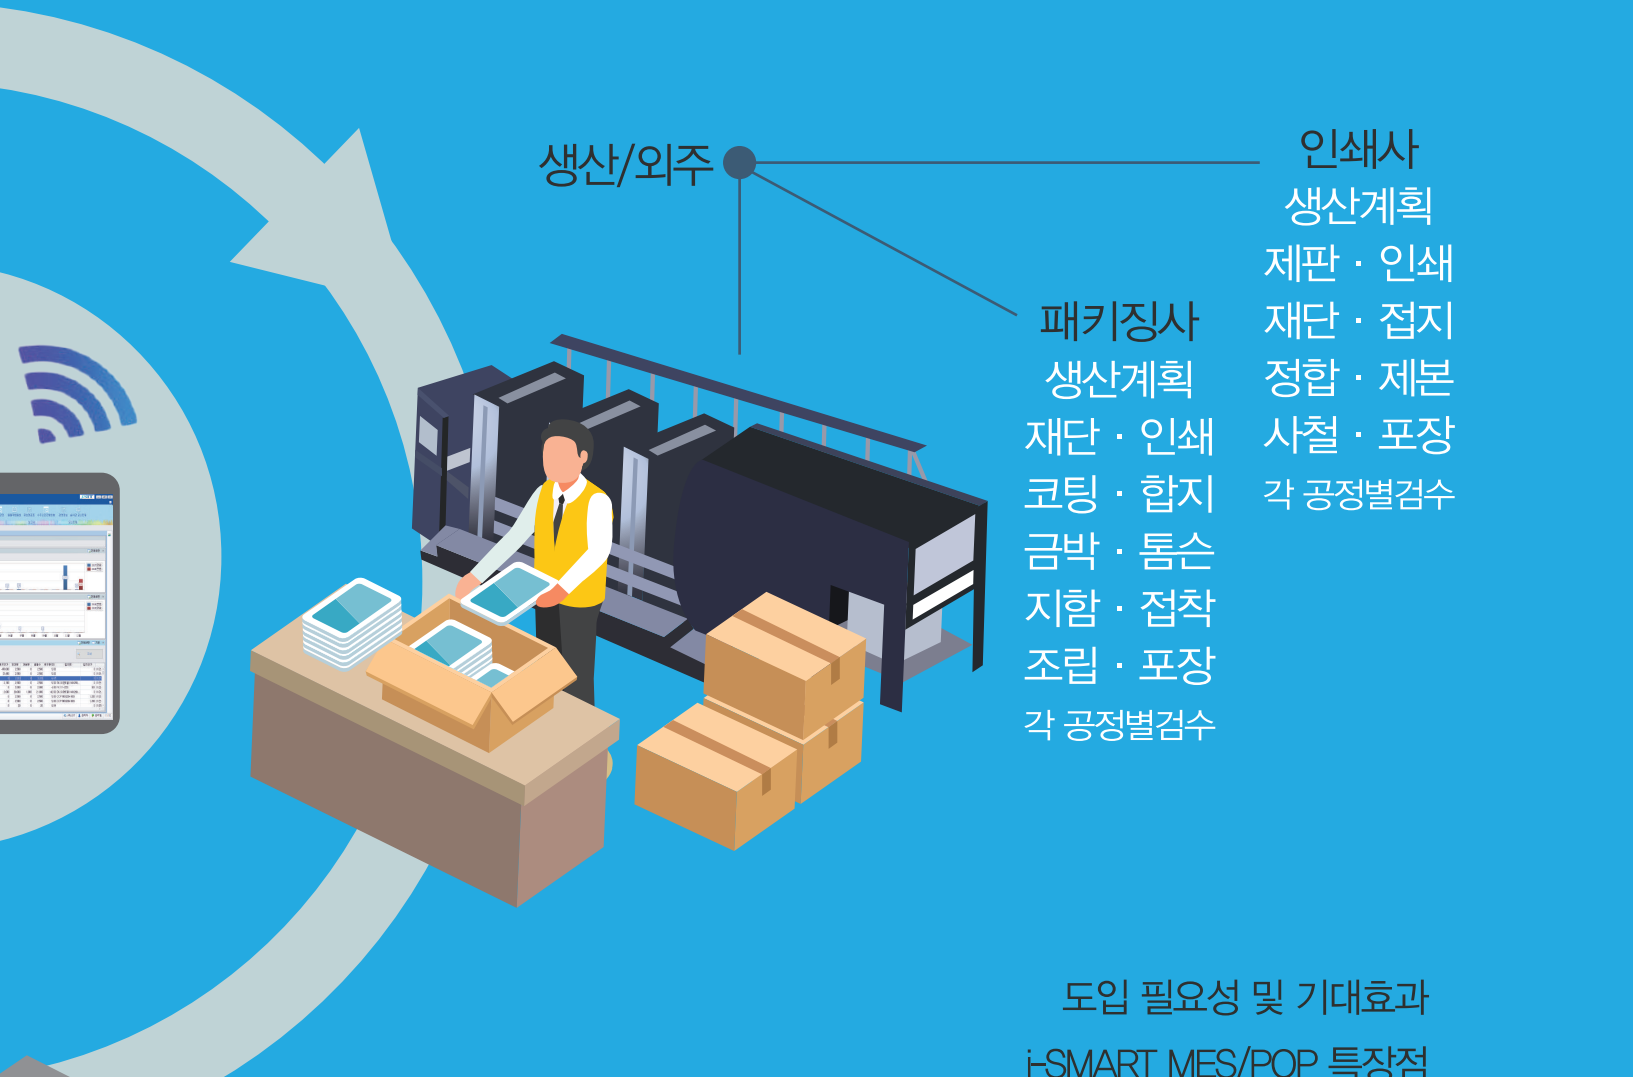 생산/외주
인쇄사
생산계획
제판 · 인쇄
재단 · 접지
정합 · 제본
사철 · 포장
각 공정별검수
패키징사
생산계획
재단 · 인쇄
코팅 · 합지
금박 · 톰슨
지함 · 접착
조립 · 포장
각 공정별검수
도입 필요성 및 기대효과
i-SMART MES/POP 특장점